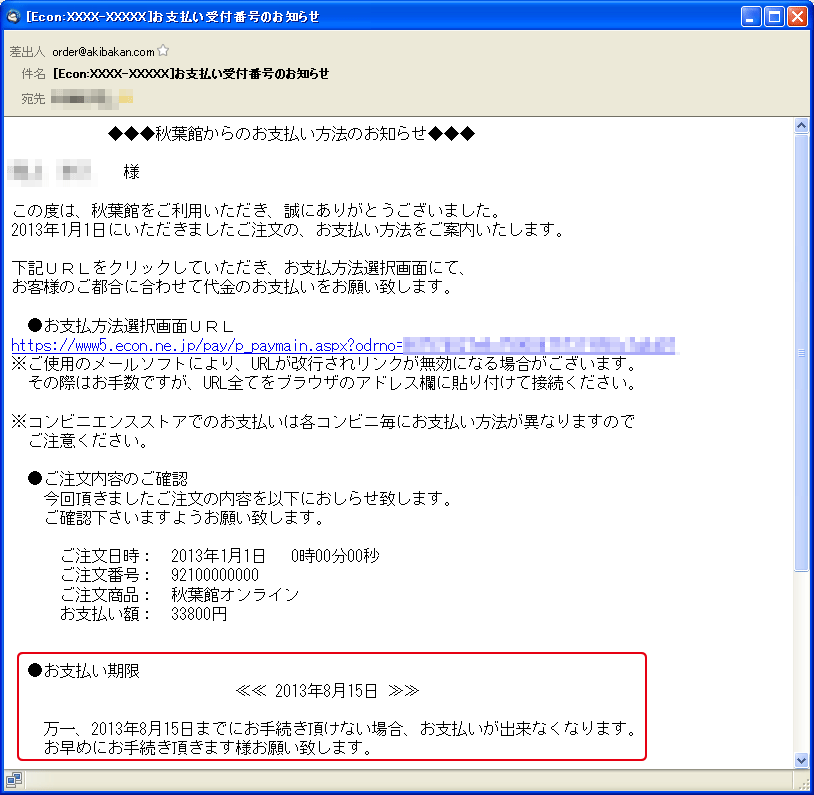 [Econ:XXXX-XXXXX]お支払い受付番号のお知らせ
差出人 order@akibakan.com
件名 [Econ:XXXX-XXXXX]お支払い受付番号のお知らせ
宛先
◆◆◆秋葉館からのお支払い方法のお知らせ◆◆◆
様
この度は、秋葉館をご利用いただき、誠にありがとうございました。
2013年1月1日にいただきましたご注文の、お支払い方法をご案内いたします。
下記ＵＲＬをクリックしていただき、お支払方法選択画面にて、
お客様のご都合に合わせて代金のお支払いをお願い致します。
●お支払方法選択画面ＵＲＬ
https://www5.econ.ne.jp/pay/p_paymain.aspx?odrno=
※ご使用のメールソフトにより、URLが改行されリンクが無効になる場合がございます。
その際はお手数ですが、URL全てをブラウザのアドレス欄に貼り付けて接続ください。
※コンビニエンスストアでのお支払いは各コンビニ毎にお支払い方法が異なりますので
ご注意ください。
●ご注文内容のご確認
今回頂きましたご注文の内容を以下におしらせ致します。
ご確認下さいますようお願い致します。
ご注文日時： 2013年1月1日 0時00分00秒
ご注文番号： 92100000000
ご注文商品： 秋葉館オンライン
お支払い額： 33800円
●お支払い期限
≪≪ 2013年8月15日 ≫≫
万一、2013年8月15日までにお手続き頂けない場合、お支払いが出来なくなります。
お早めにお手続き頂きます様お願い致します。